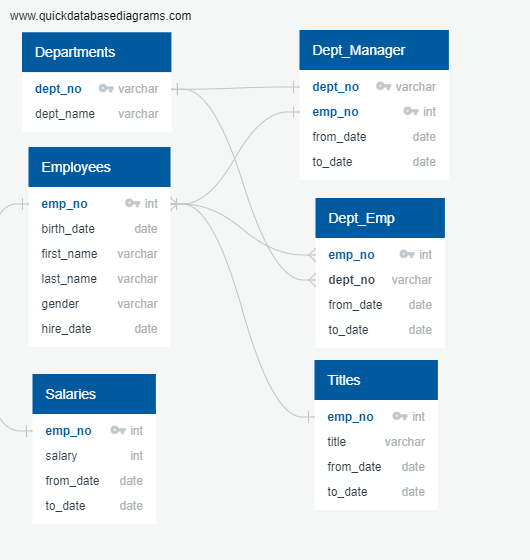 www.quickdatabasediagrams.com
Departments
dept_no varchar
dept_name varchar
Dept_Manager
dept_no varchar
emp_no int
from_date date
to_date date
Employees
emp_no int
birth_date date
first_name varchar
last_name varchar
gender varchar
hire_date date
Dept_Emp
emp_no int
dept_no varchar
from_date date
to_date date
Salaries
emp_no int
salary int
from_date date
to_date date
Titles
emp_no int
title varchar
from_date date
to_date date